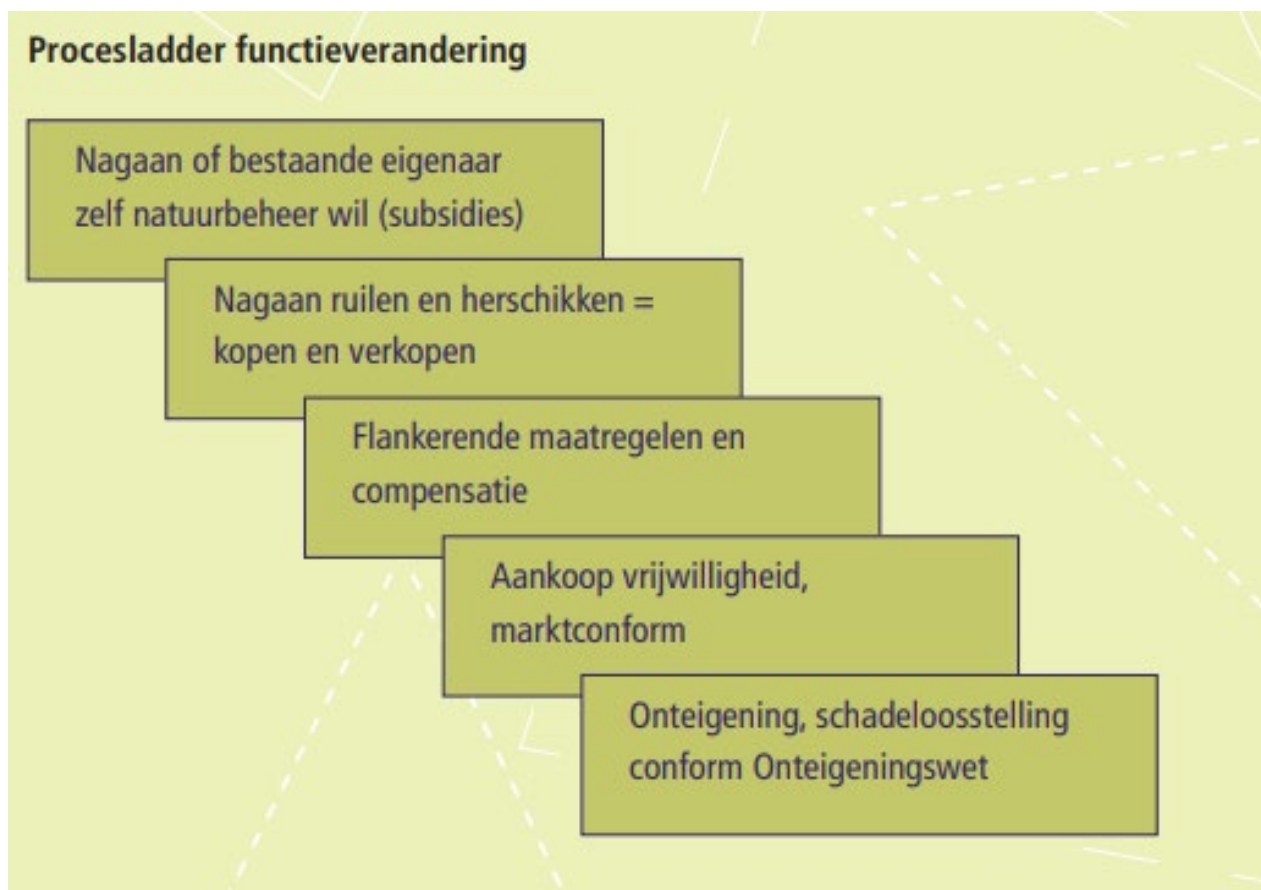 Procesladder functieverandering
Nagaan of bestaande eigenaar
zelf natuurbeheer wil (subsidies)
Nagaan ruilen en herschikken =
kopen en verkopen
Flankerende maatregelen en
compensatie
Aankoop vrijwilligheid,
marktconform
Onteigening, schadeloosstelling
conform Onteigeningswet